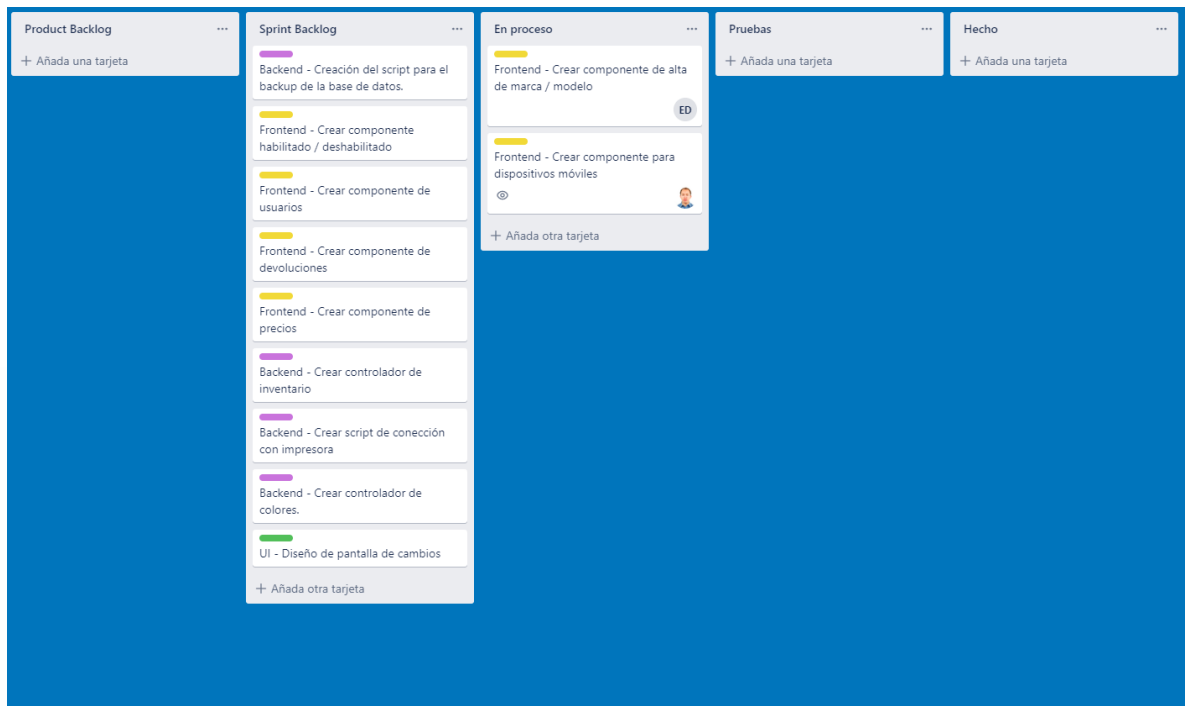 Product Backlog
+ Añada una tarjeta
Sprint Backlog
Backend - Creación del script para el
backup de la base de datos.
Frontend - Crear componente
habilitado / deshabilitado
Frontend - Crear componente de
usuarios
Frontend - Crear componente de
devoluciones
Frontend - Crear componente de
precios
Backend - Crear controlador de
inventario
Backend - Crear script de conección
con impresora
Backend - Crear controlador de
colores.
UI - Diseño de pantalla de cambios
+ Añada otra tarjeta
En proceso
Frontend - Crear componente de alta
de marca / modelo
ED
Frontend - Crear componente para
dispositivos móviles
+ Añada otra tarjeta
Pruebas
+ Añada una tarjeta
Hecho
+ Añada una tarjeta